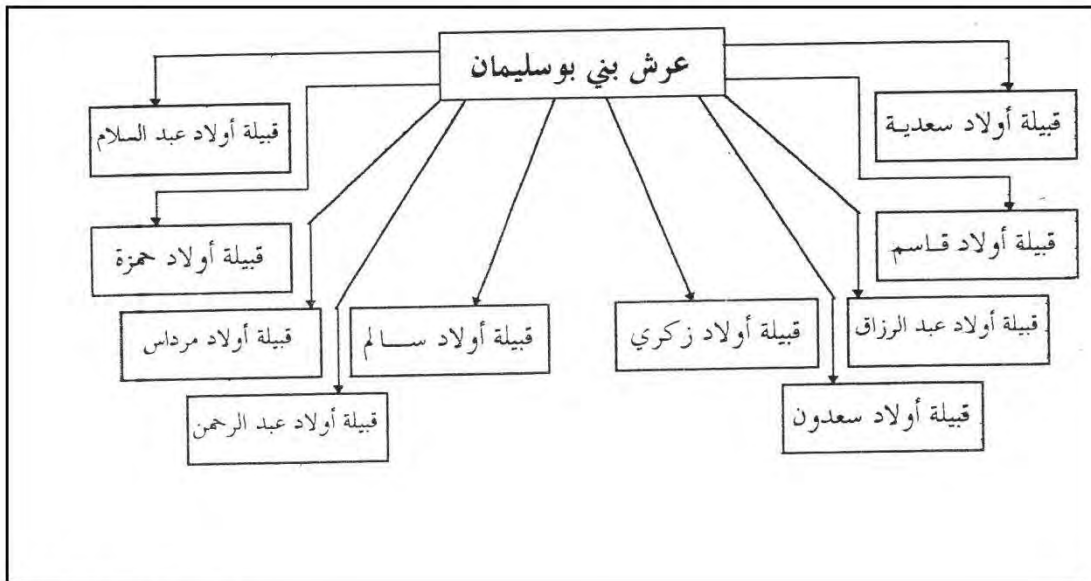 عرش بني بوسليمان
قبيلة أولاد سعدية
قبيلة أولاد عبد السلام
قبيلة أولاد قاسم
قبيلة أولاد حمزة
قبيلة أولاد عبد الرزاق
قبيلة أولاد زكري
قبيلة أولاد ســـالم
قبيلة أولاد مرداس
قبيلة أولاد سعدون
قبيلة أولاد عبد الرحمن